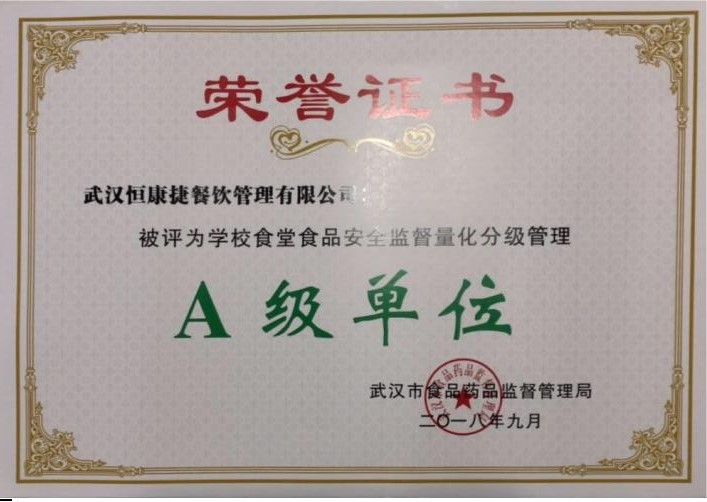 荣誉证书
武汉恒康捷餐饮管理有限公司:
被评为学校食堂食品安全监督量化分级管理
A级单位
武汉市食品药品监督管理局
二〇一八年九月